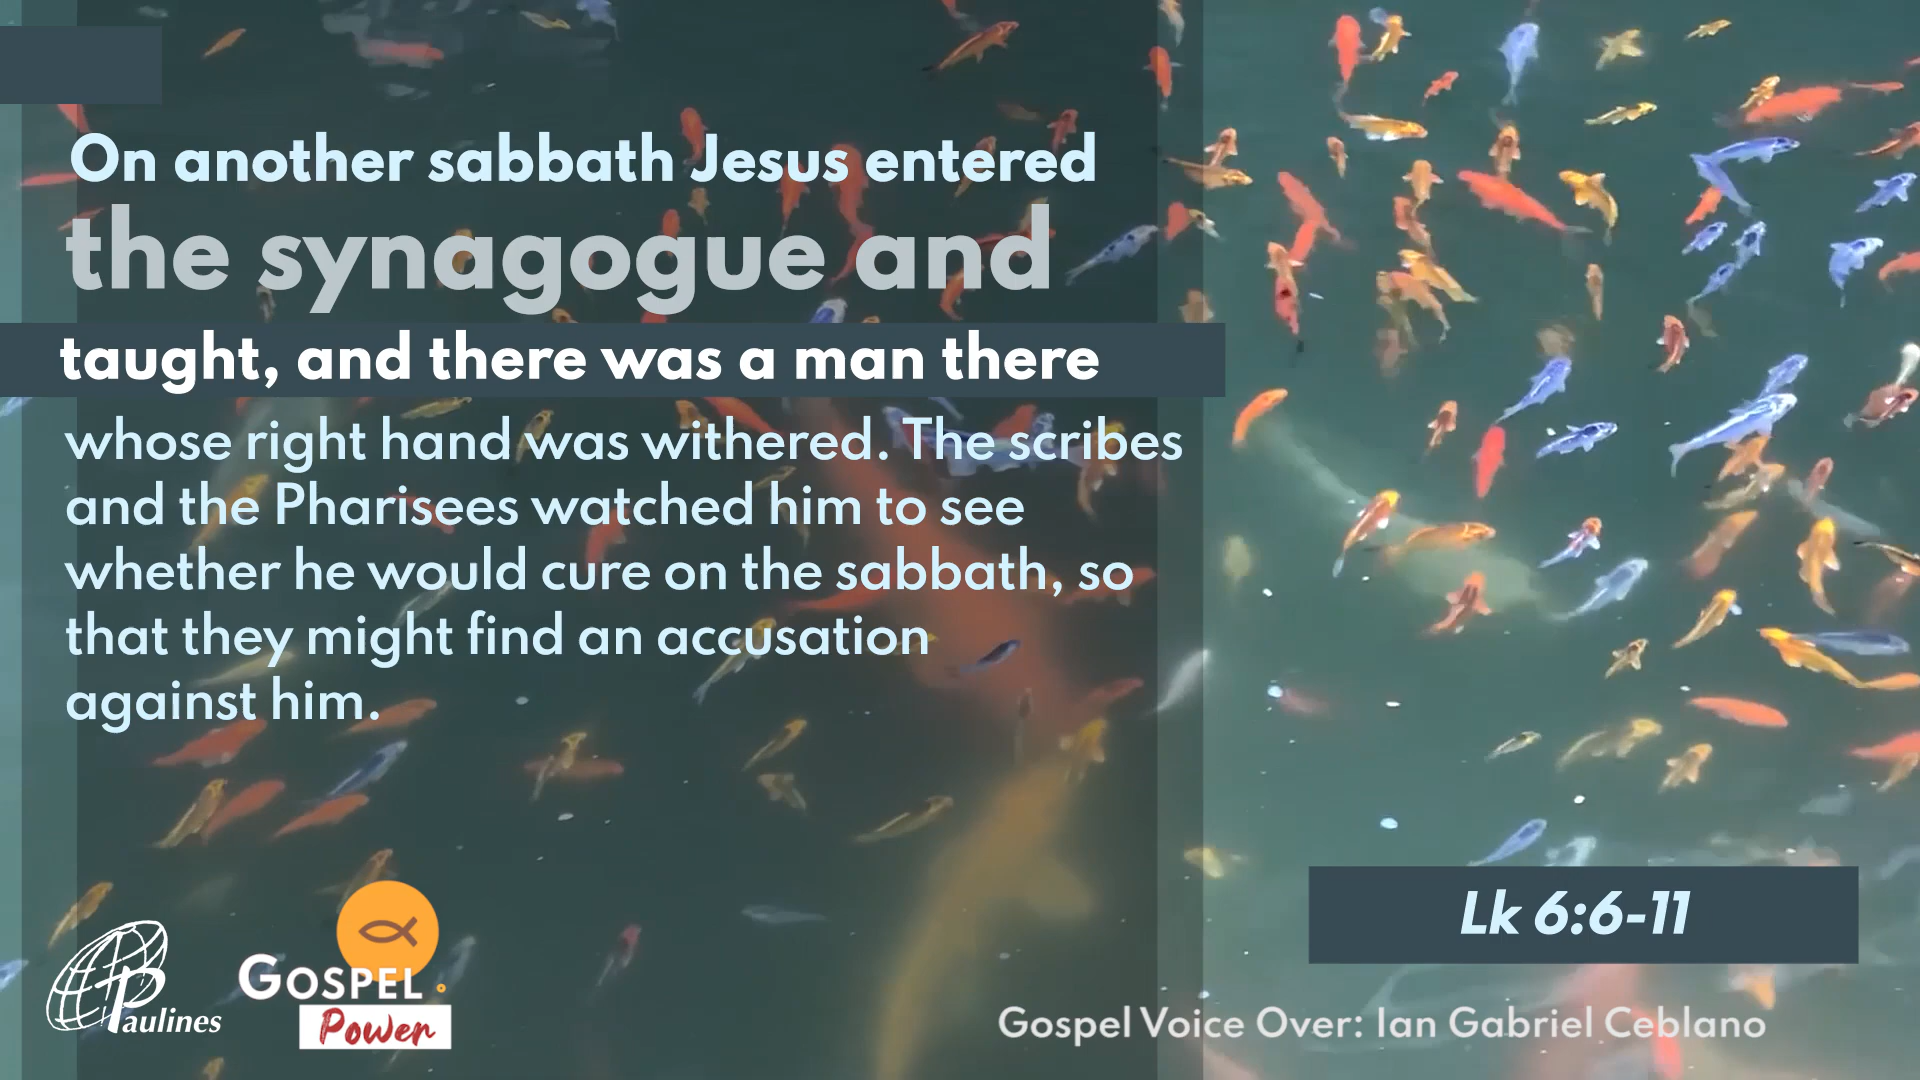 On another sabbath Jesus entered
the synagogue and
taught, and there was a man there
whose right hand was withered. The scribes
and the Pharisees watched him to see
whether he would cure on the sabbath, so
that they might find an accusation
against him.
Lk 6:6-11
Paulines
GOSPEL
Power
Gospel Voice Over: Ian Gabriel Ceblano